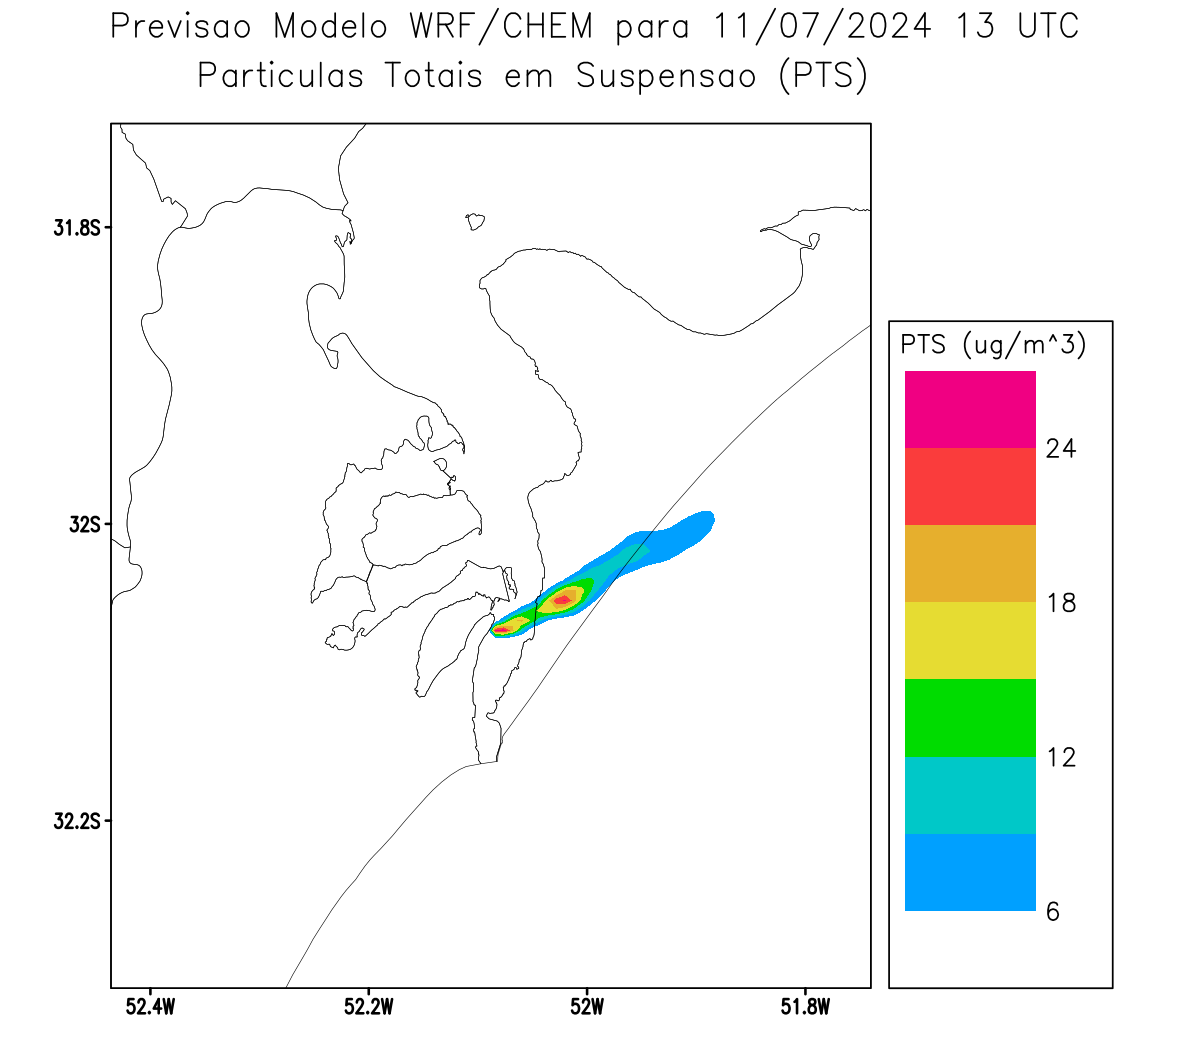 Previsao Modelo WRF/CHEM para 11/07/2024 13 UTC
Particulas Totais em Suspensao (PTS)
31.8S
32S
32.2S
52.4W
52.2W
52W
51.8W
PTS (ug/m^3)
24
18
12
6